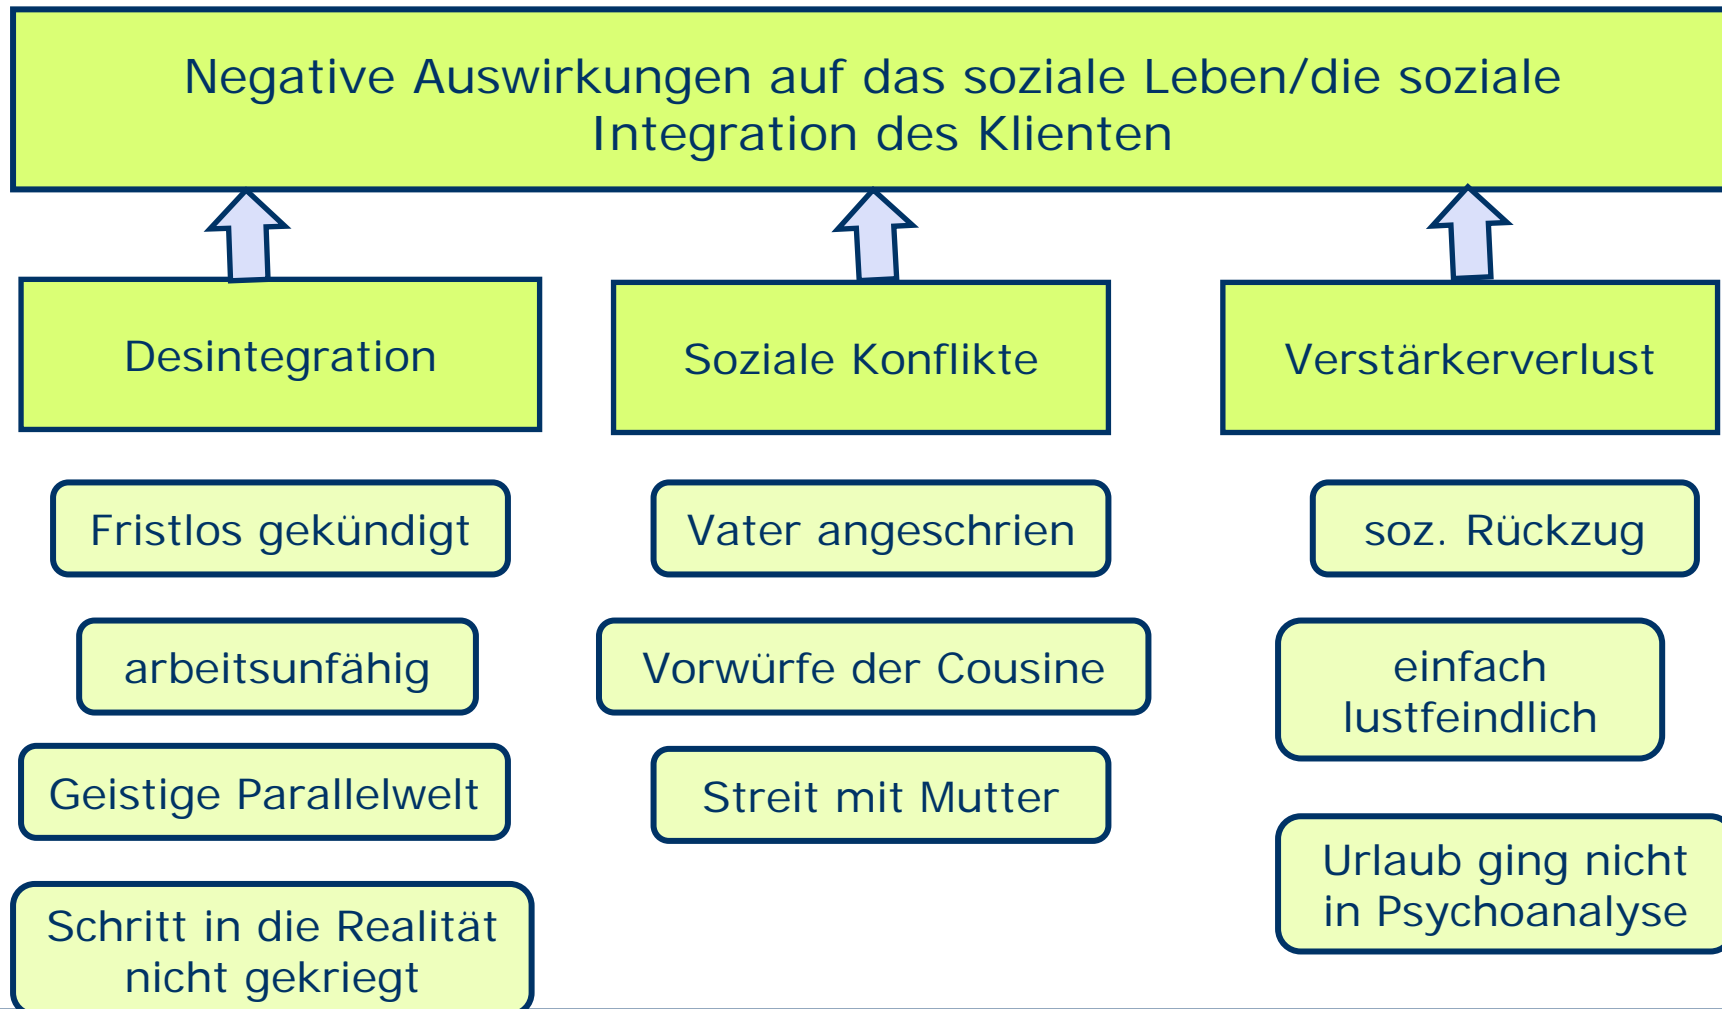 Negative Auswirkungen auf das soziale Leben/die soziale
Integration des Klienten
Desintegration
Soziale Konflikte
Verstärkerverlust
Fristlos gekündigt
arbeitsunfähig
Geistige Parallelwelt
Schritt in die Realität
nicht gekriegt
Vater angeschrien
Vorwürfe der Cousine
Streit mit Mutter
soz. Rückzug
einfach
lustfeindlich
Urlaub ging nicht
in Psychoanalyse